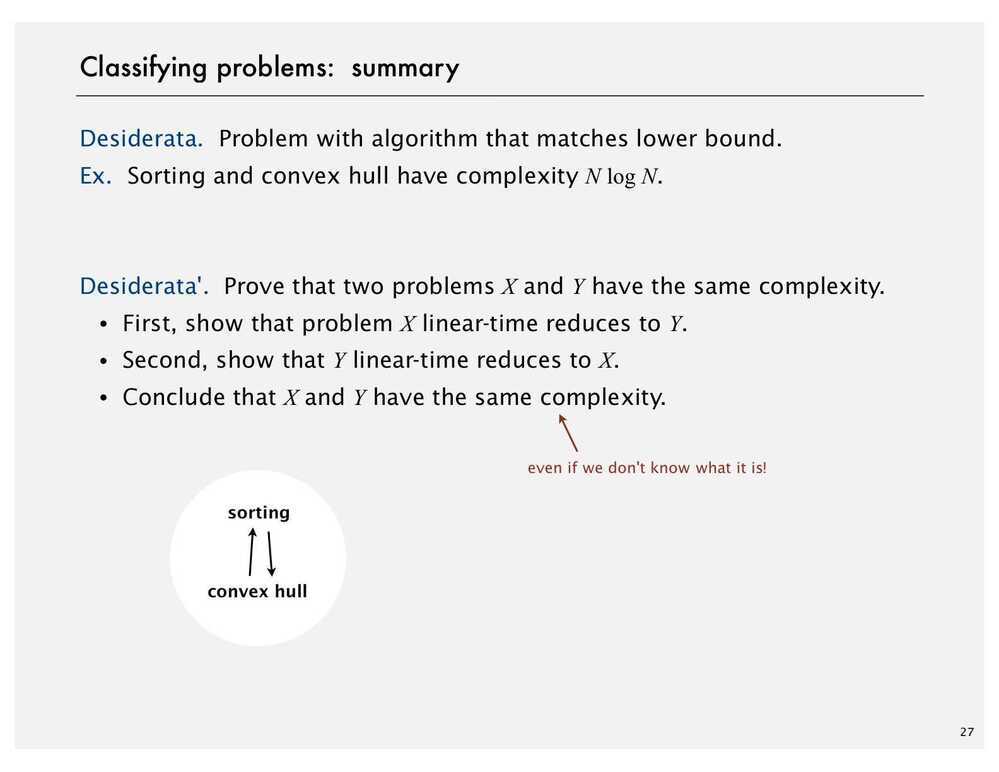 Classifying problems: summary
Desiderata. Problem with algorithm that matches lower bound.
Ex. Sorting and convex hull have complexity N log N.
Desiderata'. Prove that two problems X and Y have the same complexity.
• First, show that problem X linear-time reduces to Y.
• Second, show that Y linear-time reduces to X.
• Conclude that X and Y have the same complexity.
even if we don't know what it is!
sorting
convex hull
27